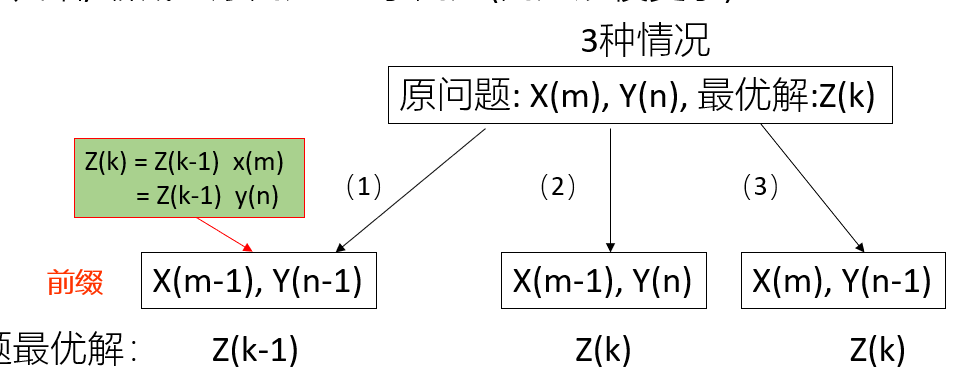 3种情况
原问题: X(m), Y(n), 最优解:Z(k)
Z(k) = Z(k-1) x(m)
= Z(k-1) y(n)
（1）
（2）
（3）
前缀
X(m-1), Y(n-1)
X(m-1), Y(n)
X(m), Y(n-1)
题最优解：
Z(k-1)
Z(k)
Z(k)